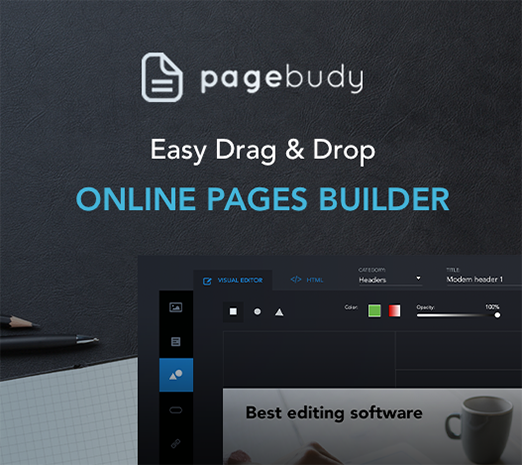 pagebudy
Easy Drag & Drop
ONLINE PAGES BUILDER
VISUAL EDITOR
</> HTML
CATEGORY:
Headers
TITLE:
Modern header 1
Color:
Opacity:
100%
Best editing software